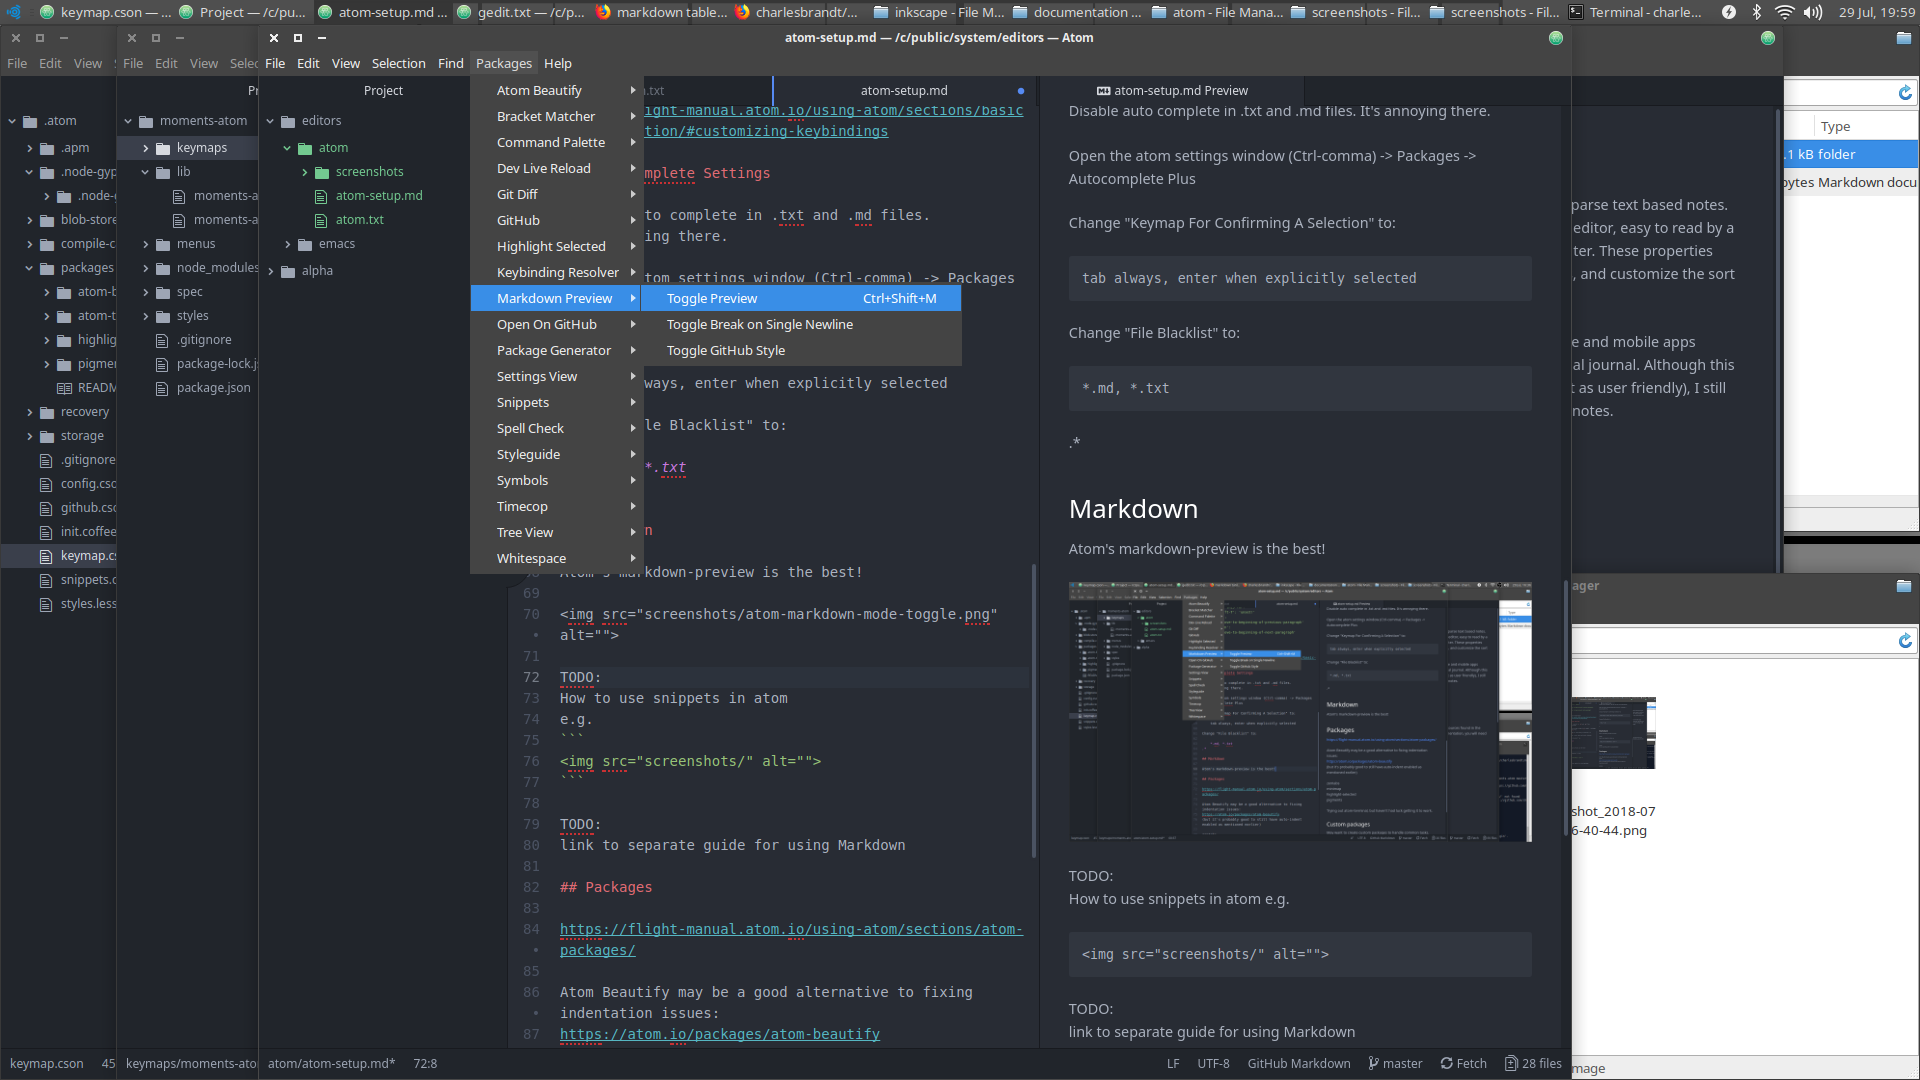 keymap.cson — ...
Project — /c/pu...
atom-setup.md ...
gedit.txt — /c/p...
markdown table...
charlesbrandt/...
inkscape - File M...
documentation ...
atom - File Mana...
screenshots - Fil...
screenshots - Fil...
Terminal - charle...
29 Jul, 19:59
File Edit View
File Edit View Selec
atom-setup.md — /c/public/system/editors — Atom
File Edit View Selection Find Packages Help
.atom
.apm
.node-gyp
.node-g
blob-store
compile-c
packages
atom-b
atom-t
highlig
pigmen
READM
recovery
storage
.gitignore
config.cso
github.cso
init.coffee
keymap.cs
snippets.c
styles.less
keymap.cson 45
moments-atom
keymaps
lib
moments-a
moments-a
menus
node_modules
spec
styles
.gitignore
package-lock.js
package.json
keymaps/moments-ato
Project
editors
atom
screenshots
atom-setup.md
atom.txt
emacs
alpha
Atom Beautify
Bracket Matcher
Command Palette
Dev Live Reload
Git Diff
GitHub
Highlight Selected
Keybinding Resolver
Markdown Preview
Open On GitHub
Package Generator
Settings View
Snippets
Spell Check
Styleguide
Symbols
Timecop
Tree View
Whitespace
Toggle Preview Ctrl+Shift+M
Toggle Break on Single Newline
Toggle GitHub Style
.txt
atom-setup.md
ight-manual.atom.io/using-atom/sections/basic
tion/#customizing-keybindings
mplete Settings
to complete in .txt and .md files.
ing there.
tom settings window (Ctrl-comma) -> Packages
ways, enter when explicitly selected
le Blacklist" to:
*.txt
n
Atom's markdown-preview is the best!
69
70 <img src="screenshots/atom-markdown-mode-toggle.png"
• alt="">
71
72 TODO:
73 How to use snippets in atom
74 e.g.
75 ```
76 <img src="screenshots/" alt="">
77 ```
78
79 TODO:
80 link to separate guide for using Markdown
81
82 ## Packages
83
84 https://flight-manual.atom.io/using-atom/sections/atom-
• packages/
85
86 Atom Beautify may be a good alternative to fixing
• indentation issues:
87 https://atom.io/packages/atom-beautify
atom/atom-setup.md* 72:8
atom-setup.md Preview
Disable auto complete in .txt and .md files. It's annoying there.
Open the atom settings window (Ctrl-comma) -> Packages ->
Autocomplete Plus
Change "Keymap For Confirming A Selection" to:
tab always, enter when explicitly selected
Change "File Blacklist" to:
*.md, *.txt
.*
Markdown
Atom's markdown-preview is the best!
TODO:
How to use snippets in atom e.g.
<img src="screenshots/" alt="">
TODO:
link to separate guide for using Markdown
LF UTF-8 GitHub Markdown master Fetch 28 files
parse text based notes.
editor, easy to read by a
ter. These properties
, and customize the sort
e and mobile apps
al journal. Although this
t as user friendly), I still
notes.
Type
.1 kB folder
bytes Markdown docu
ager
shot_2018-07
6-40-44.png
mage